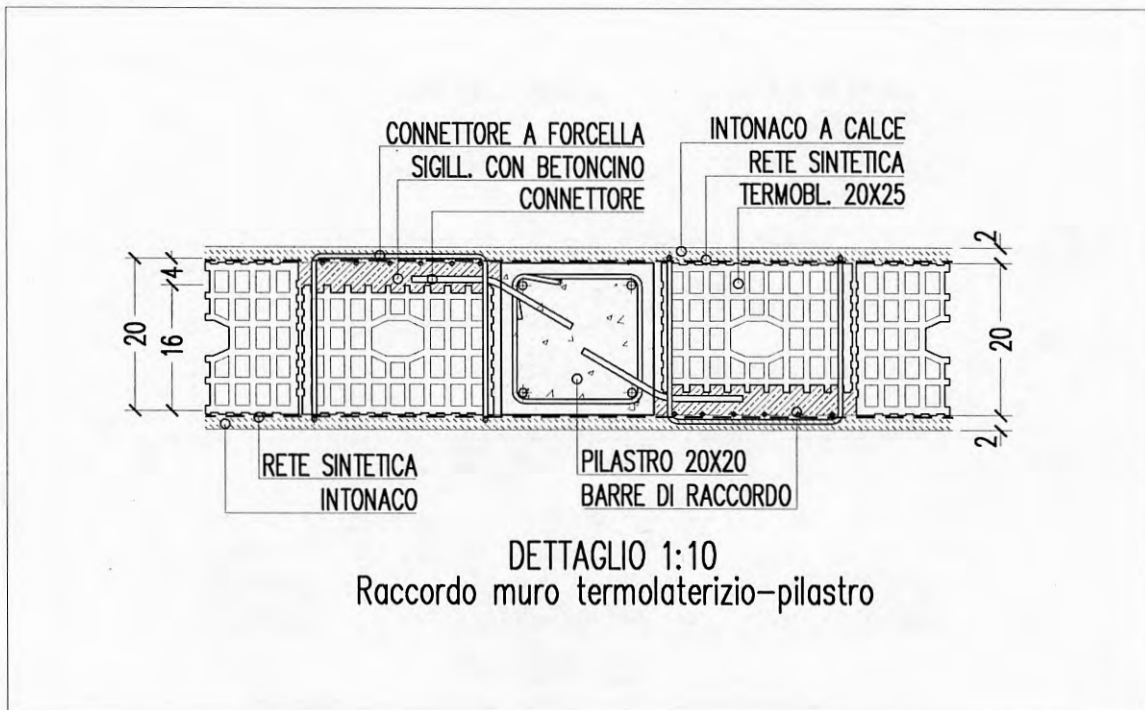 CONNETTORE A FORCELLA
SIGILL. CON BETONCINO
CONNETTORE
INTONACO A CALCE
RETE SINTETICA
TERMOBL. 20X25
2
4
20
16
20
2
RETE SINTETICA
INTONACO
PILASTRO 20X20
BARRE DI RACCORDO
DETTAGLIO 1:10
Raccordo muro termolaterizio-pilastro